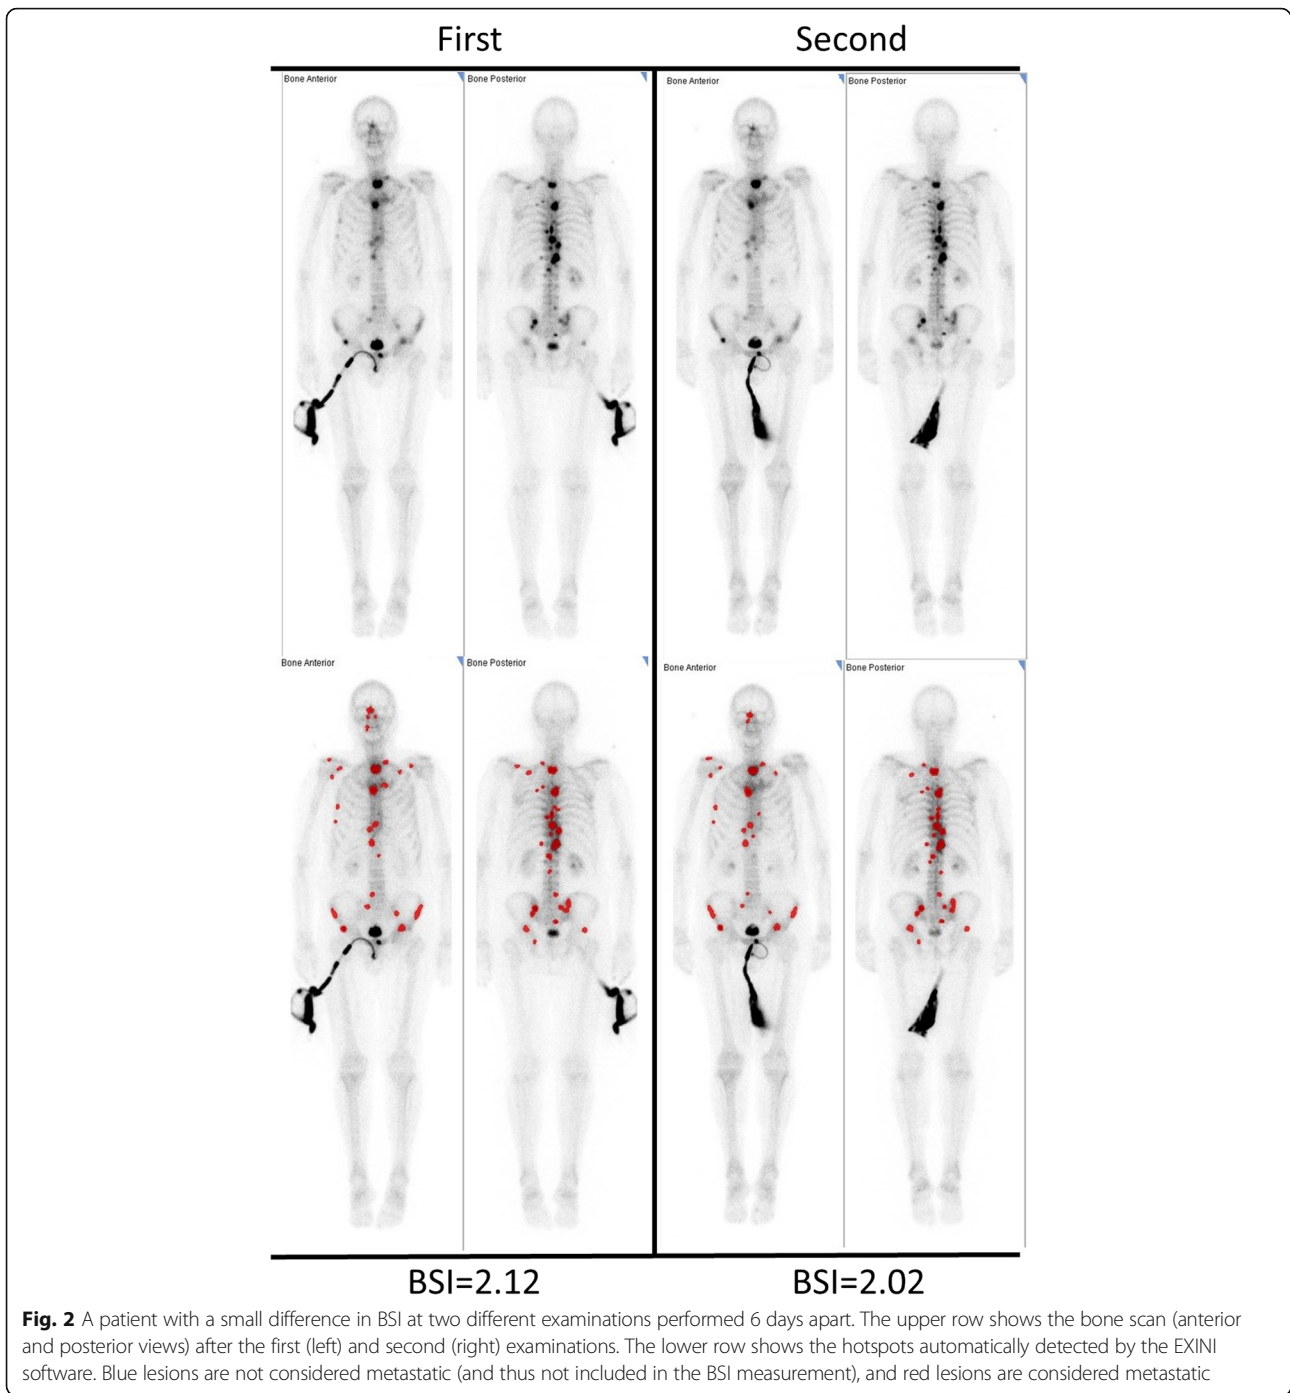 First Second
Bone Anterior Bone Posterior Bone Anterior Bone Posterior
Bone Anterior Bone Posterior Bone Anterior Bone Posterior
BSI=2.12 BSI=2.02
Fig. 2 A patient with a small difference in BSI at two different examinations performed 6 days apart. The upper row shows the bone scan (anterior
and posterior views) after the first (left) and second (right) examinations. The lower row shows the hotspots automatically detected by the EXINI
software. Blue lesions are not considered metastatic (and thus not included in the BSI measurement), and red lesions are considered metastatic